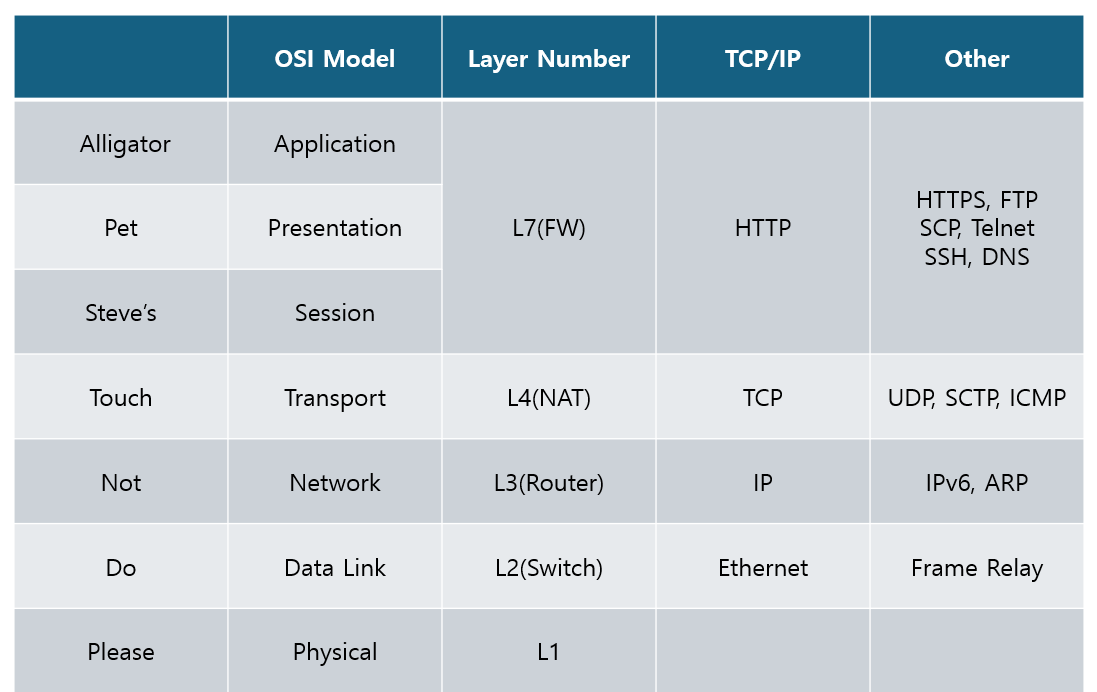 OSI Model Layer Number TCP/IP Other
Alligator Application
Pet Presentation L7(FW) HTTP HTTPS, FTP
SCP, Telnet
SSH, DNS
Steve’s Session
Touch Transport L4(NAT) TCP UDP, SCTP, ICMP
Not Network L3(Router) IP IPv6, ARP
Do Data Link L2(Switch) Ethernet Frame Relay
Please Physical L1